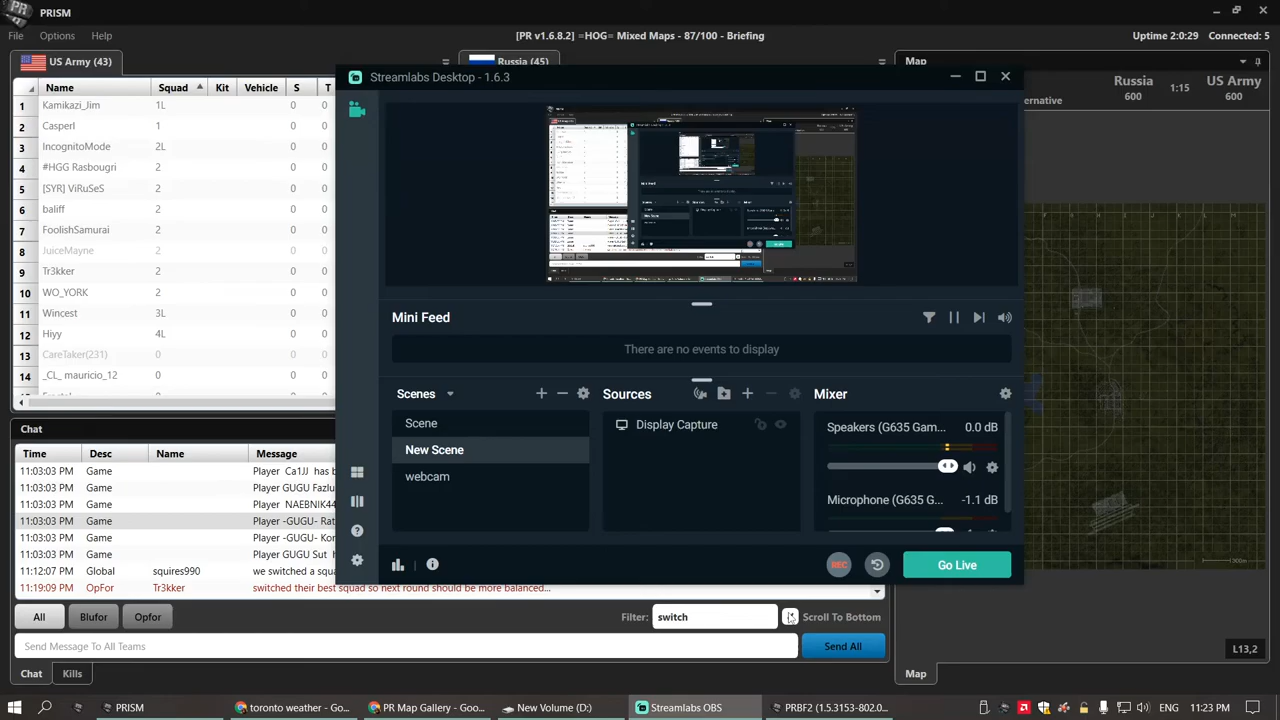 PR
PRISM
File Options Help
[PR v1.6.8.2] =HOG= Mixed Maps - 87/100 - Briefing
Uptime 2:0:29 Connected: 5
US Army (43)
Russia (45)
Map
Name Squad Kit Vehicle S T
1 Kamikazi_Jim 1L 0 0
2 Casperl 1 0 0
3 IncognitoMode 2L 0 0
4 #HGG Rasbougri 2 0 0
5 [SYR] ViRuSeS 2 0 0
6 baliff 2 0 0
7 FoolishSamurai 2 0 0
8 JuiceMayne 2 0 0
9 Tr3kker 2 0 0
10 WO_YORK 2 0 0
11 Wincest 3L 0 0
12 Hiyy 4L 0 0
13 CareTaker(231) 0 0 0
14 _CL_ mauricio_12 0 0 0
Streamlabs Desktop - 1.6.3
Mini Feed
There are no events to display
Scenes
Scene
New Scene
webcam
Sources
Display Capture
Mixer
Speakers (G635 Gam... 0.0 dB
Microphone (G635 G... -1.1 dB
REC
Go Live
Russia 1:15 US Army
600 600
ernative
300m
L13,2
Map
Chat
Time Desc Name Message
11:03:03 PM Game Player Ca1JJ has b
11:03:03 PM Game Player GUGU Fazlu
11:03:03 PM Game Player NAEBNIK44
11:03:03 PM Game Player -GUGU- Rat
11:03:03 PM Game Player -GUGU- Kor
11:03:03 PM Game Player GUGU Sut h
11:12:07 PM Global squires990 we switched a squa
11:19:09 PM OpFor Tr3kker switched their best squad so next round should be more balanced...
All Blufor Opfor
Filter: switch Scroll To Bottom
Send Message To All Teams
Send All
Chat Kills
PRISM
toronto weather - Go...
PR Map Gallery - Goo...
New Volume (D:)
Streamlabs OBS
PRBF2 (1.5.3153-802.0...
11:23 PM